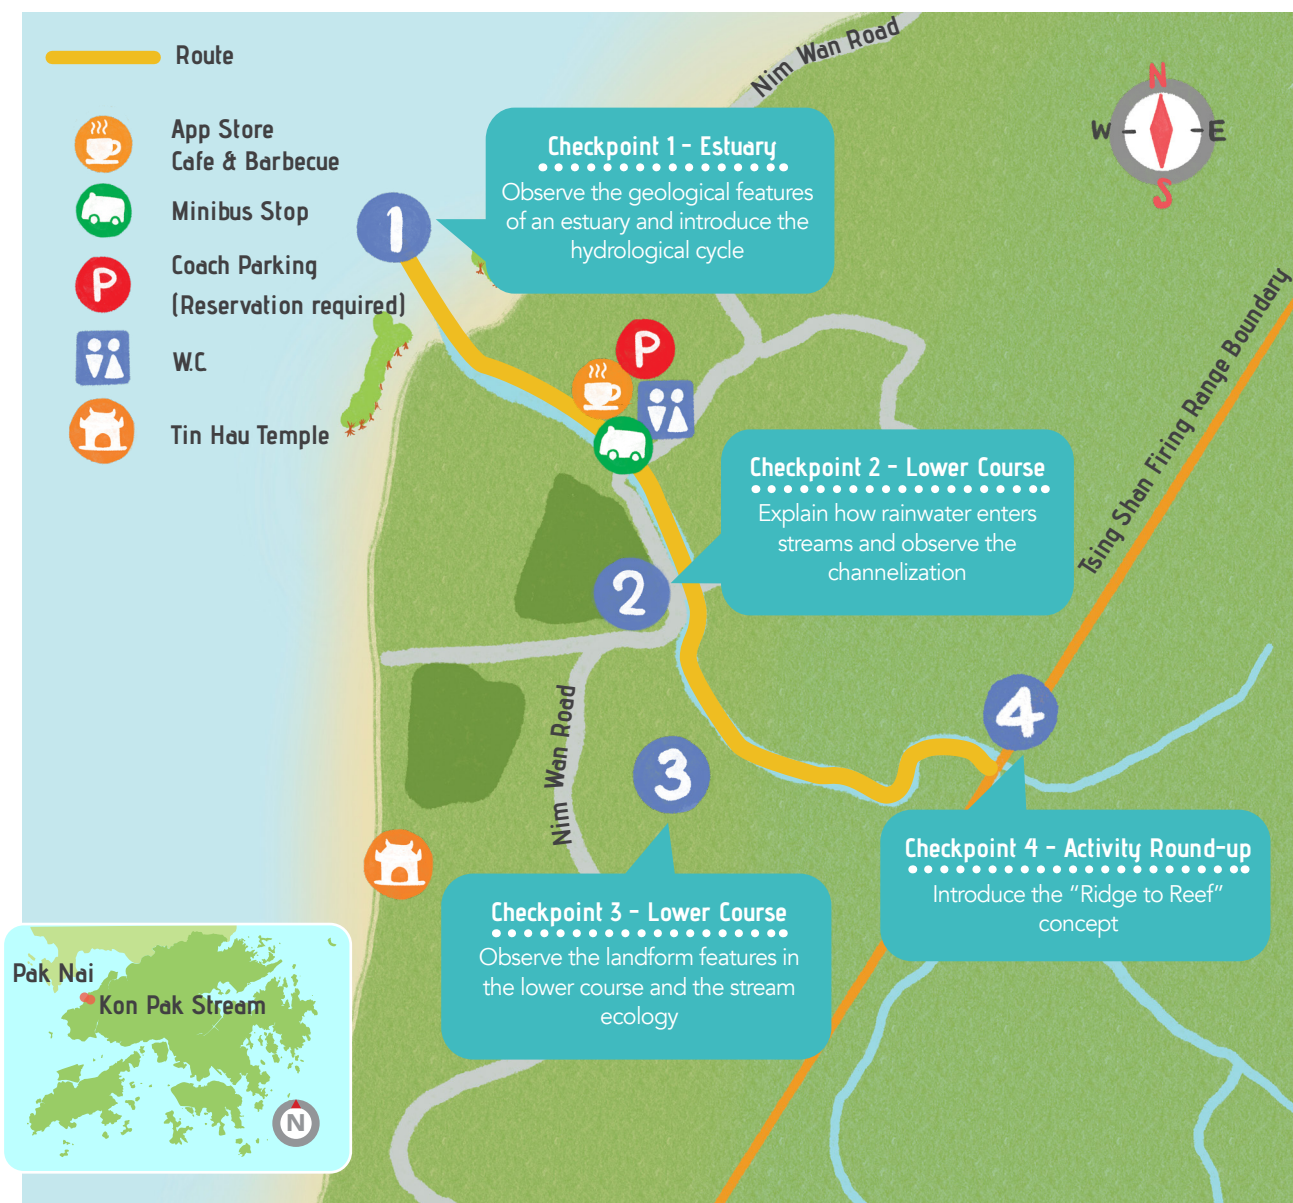 Route
App Store
Cafe & Barbecue
Minibus Stop
Coach Parking
(Reservation required)
W.C
Tin Hau Temple
P
P
Nim Wan Road
N
W
E
S
Checkpoint 1 - Estuary
Observe the geological features
of an estuary and introduce the
hydrological cycle
1
Tsing Shan Firing Range Boundary
Checkpoint 2 - Lower Course
Explain how rainwater enters
streams and observe the
channelization
2
Nim Wan Road
3
4
Checkpoint 3 - Lower Course
Observe the landform features in
the lower course and the stream
ecology
Checkpoint 4 - Activity Round-up
Introduce the “Ridge to Reef”
concept
Pak Nai
Kon Pak Stream
N